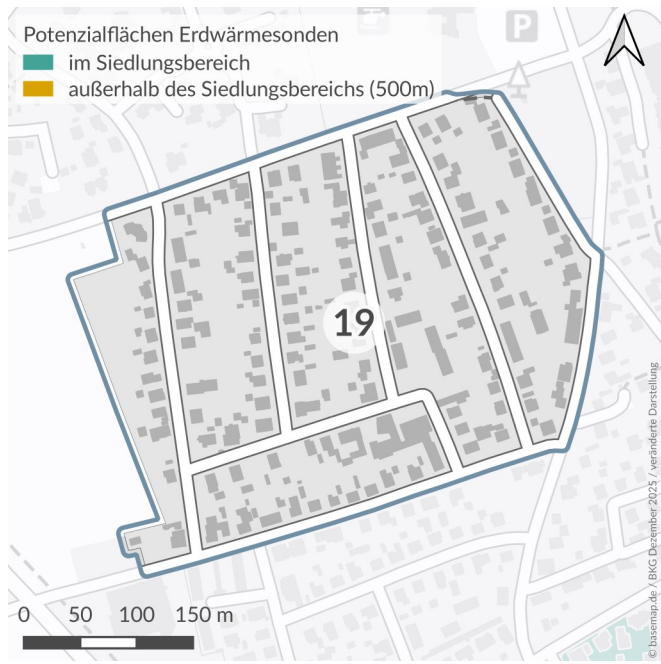 Potenzialflächen Erdwärmesonden
im Siedlungsbereich
außerhalb des Siedlungsbereichs (500m)
P
19
0 50 100 150 m
© basemap.de / BKG Dezember 2025 / veränderte Darstellung